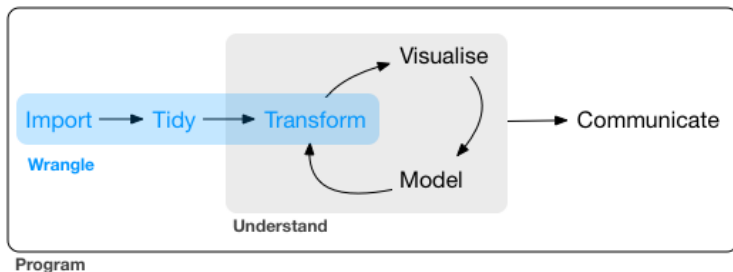 Visualise
Import
Tidy
Transform
Communicate
Wrangle
Model
Understand
Program